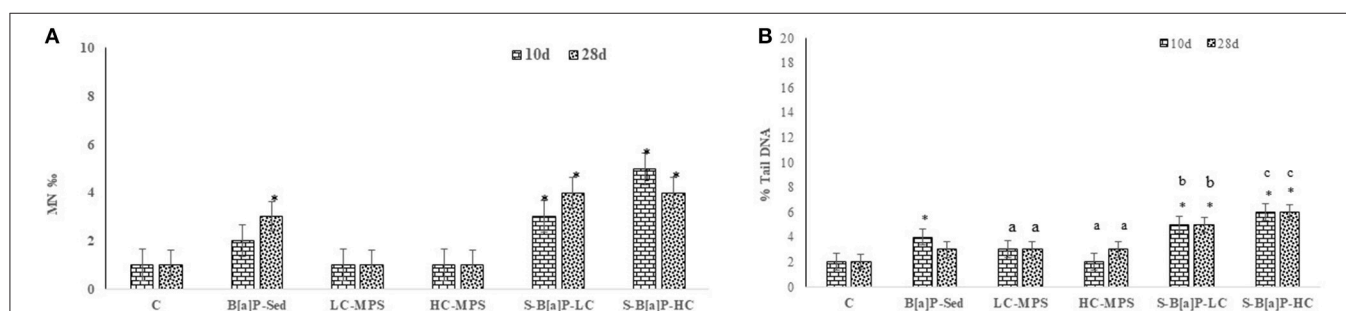 A
10d 28d
10
8
6
4
2
0
MN ‰
* * * * *
C B[a]P-Sed LC-MPS HC-MPS S-B[a]P-LC S-B[a]P-HC
B
10d 28d
20
18
16
14
12
10
8
6
4
2
0
% Tail DNA
* a a a a b b c c
* * * *
C B[a]P-Sed LC-MPS HC-MPS S-B[a]P-LC S-B[a]P-HC